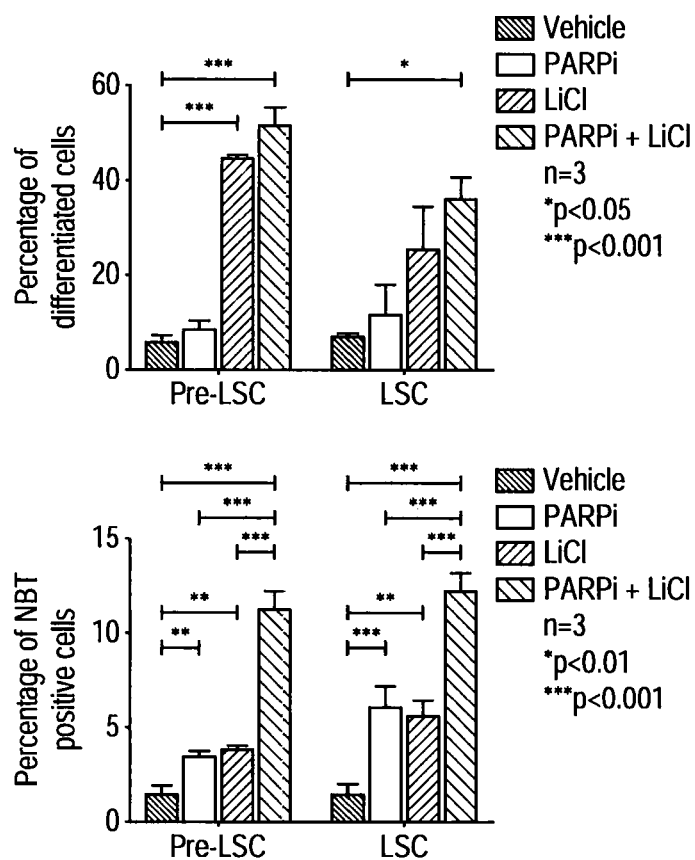 Vehicle
PARPi
LiCl
PARPi + LiCl
n=3
*p<0.05
***p<0.001
Percentage of
differentiated cells
60
40
20
0
***
***
*
Pre-LSC
LSC
Vehicle
PARPi
LiCl
PARPi + LiCl
n=3
*p<0.01
***p<0.001
Percentage of NBT
positive cells
15
10
5
0
***
***
***
**
**
***
***
***
**
***
Pre-LSC
LSC